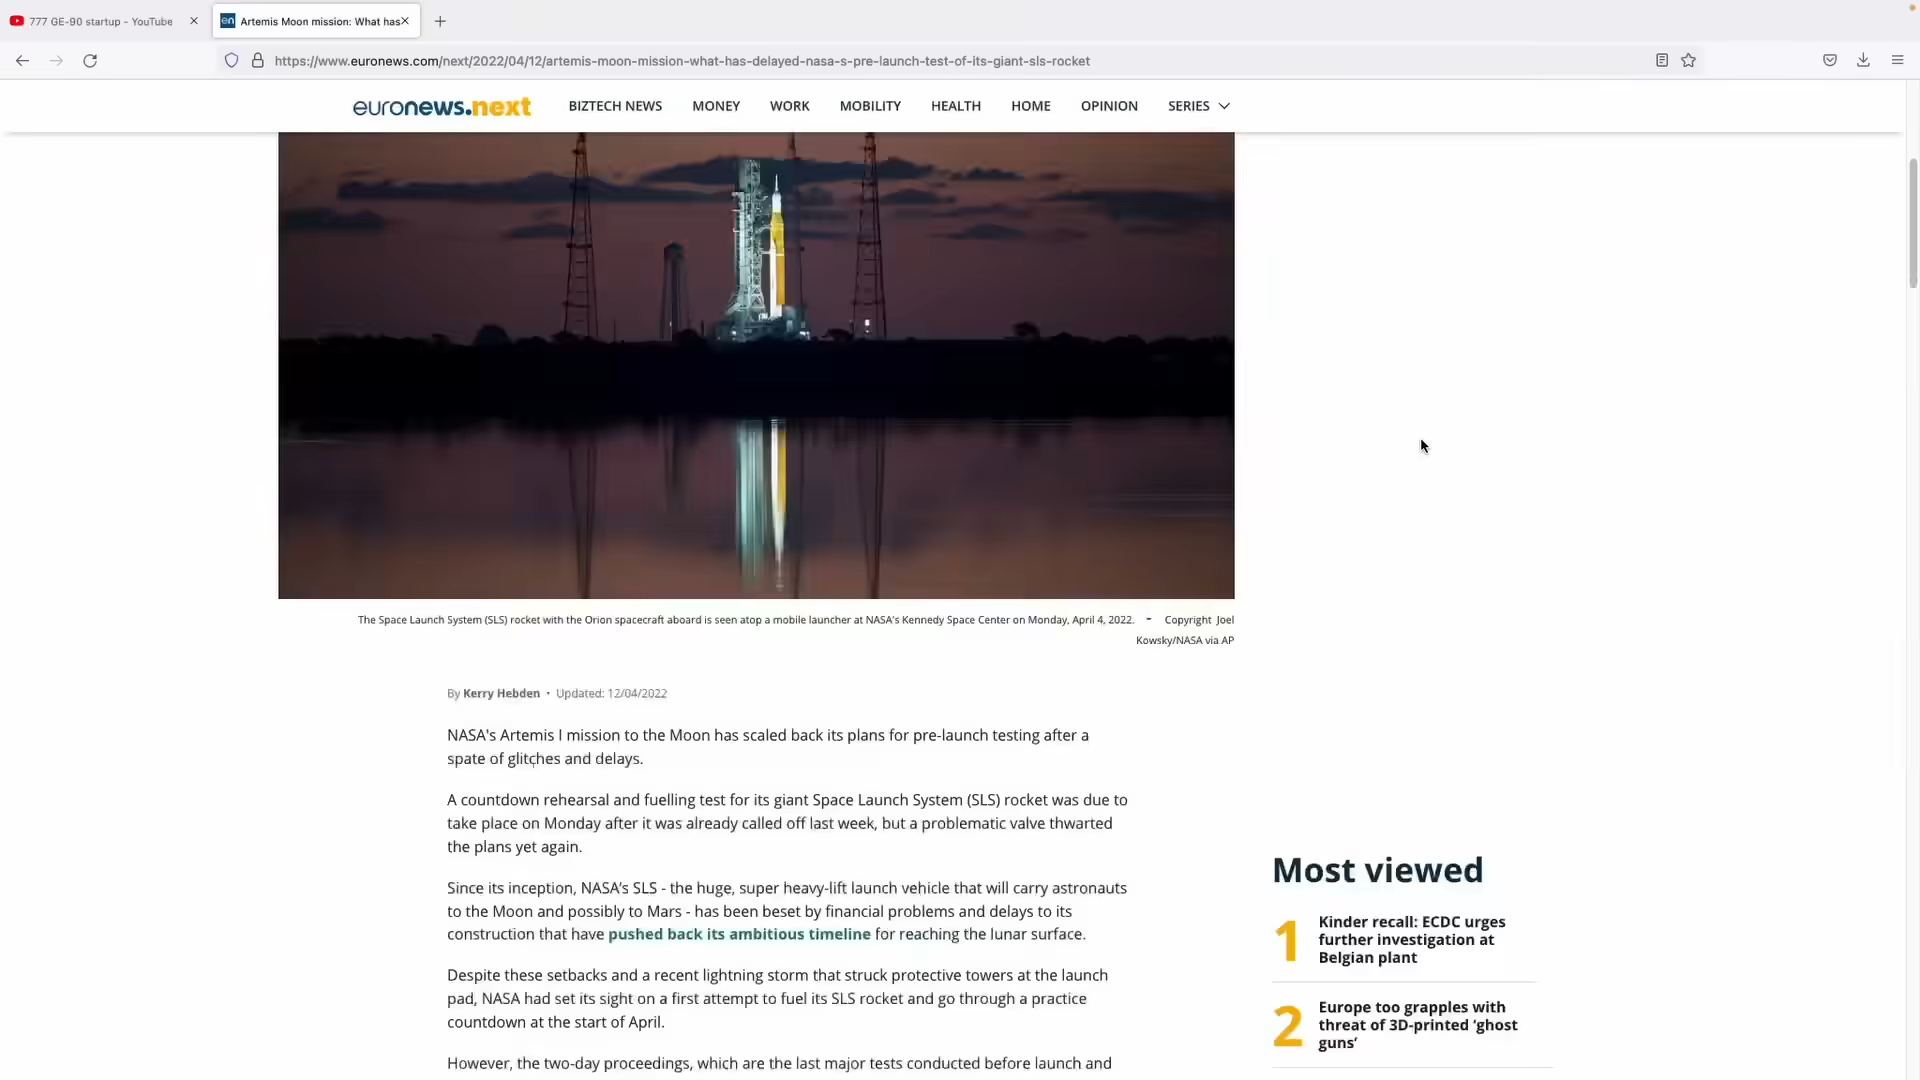 777 GE-90 startup - YouTube
Artemis Moon mission: What has
https://www.euronews.com/next/2022/04/12/artemis-moon-mission-what-has-delayed-nasa-s-pre-launch-test-of-its-giant-sls-rocket
euronews.next BIZTECH NEWS MONEY WORK MOBILITY HEALTH HOME OPINION SERIES
The Space Launch System (SLS) rocket with the Orion spacecraft aboard is seen atop a mobile launcher at NASA's Kennedy Space Center on Monday, April 4, 2022. - Copyright Joel
Kowsky/NASA via AP
By Kerry Hebden • Updated: 12/04/2022
NASA's Artemis I mission to the Moon has scaled back its plans for pre-launch testing after a
spate of glitches and delays.
A countdown rehearsal and fuelling test for its giant Space Launch System (SLS) rocket was due to
take place on Monday after it was already called off last week, but a problematic valve thwarted
the plans yet again.
Since its inception, NASA’s SLS - the huge, super heavy-lift launch vehicle that will carry astronauts
to the Moon and possibly to Mars - has been beset by financial problems and delays to its
construction that have pushed back its ambitious timeline for reaching the lunar surface.
Despite these setbacks and a recent lightning storm that struck protective towers at the launch
pad, NASA had set its sight on a first attempt to fuel its SLS rocket and go through a practice
countdown at the start of April.
However, the two-day proceedings, which are the last major tests conducted before launch and
Most viewed
1
Kinder recall: ECDC urges
further investigation at
Belgian plant
2
Europe too grapples with
threat of 3D-printed ‘ghost
guns’